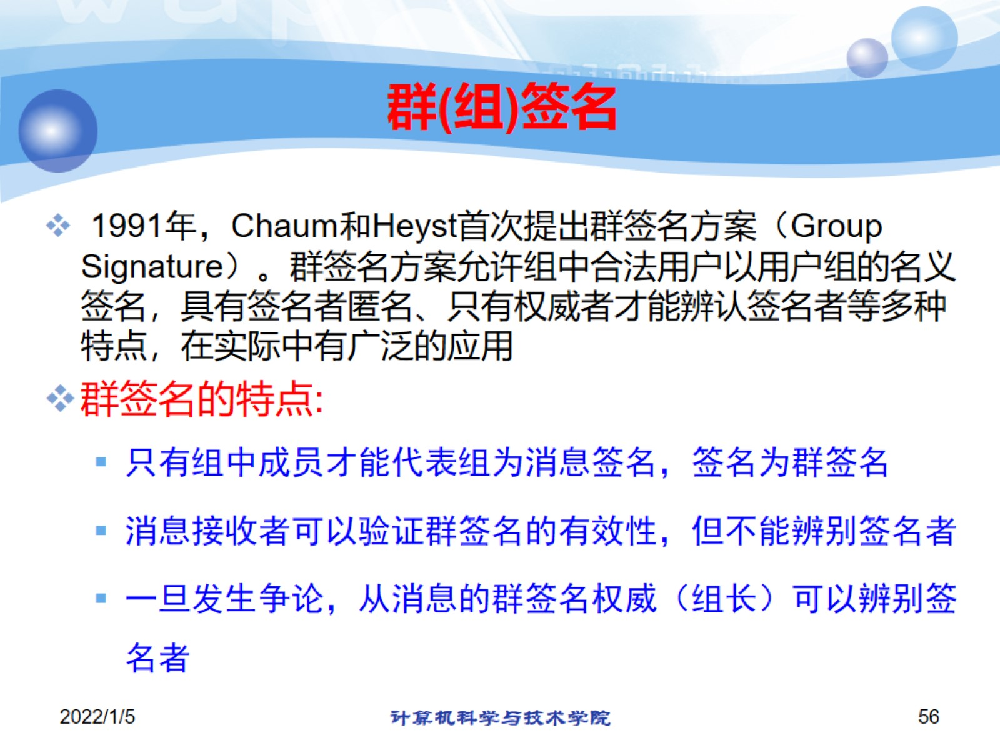 群(组)签名
1991年，Chaum和Heyst首次提出群签名方案（Group
Signature）。群签名方案允许组中合法用户以用户组的名义
签名，具有签名者匿名、只有权威者才能辨认签名者等多种
特点，在实际中有广泛的应用
群签名的特点:
只有组中成员才能代表组为消息签名，签名为群签名
消息接收者可以验证群签名的有效性，但不能辨别签名者
一旦发生争论，从消息的群签名权威（组长）可以辨别签
名者
2022/1/5
计算机科学与技术学院
56